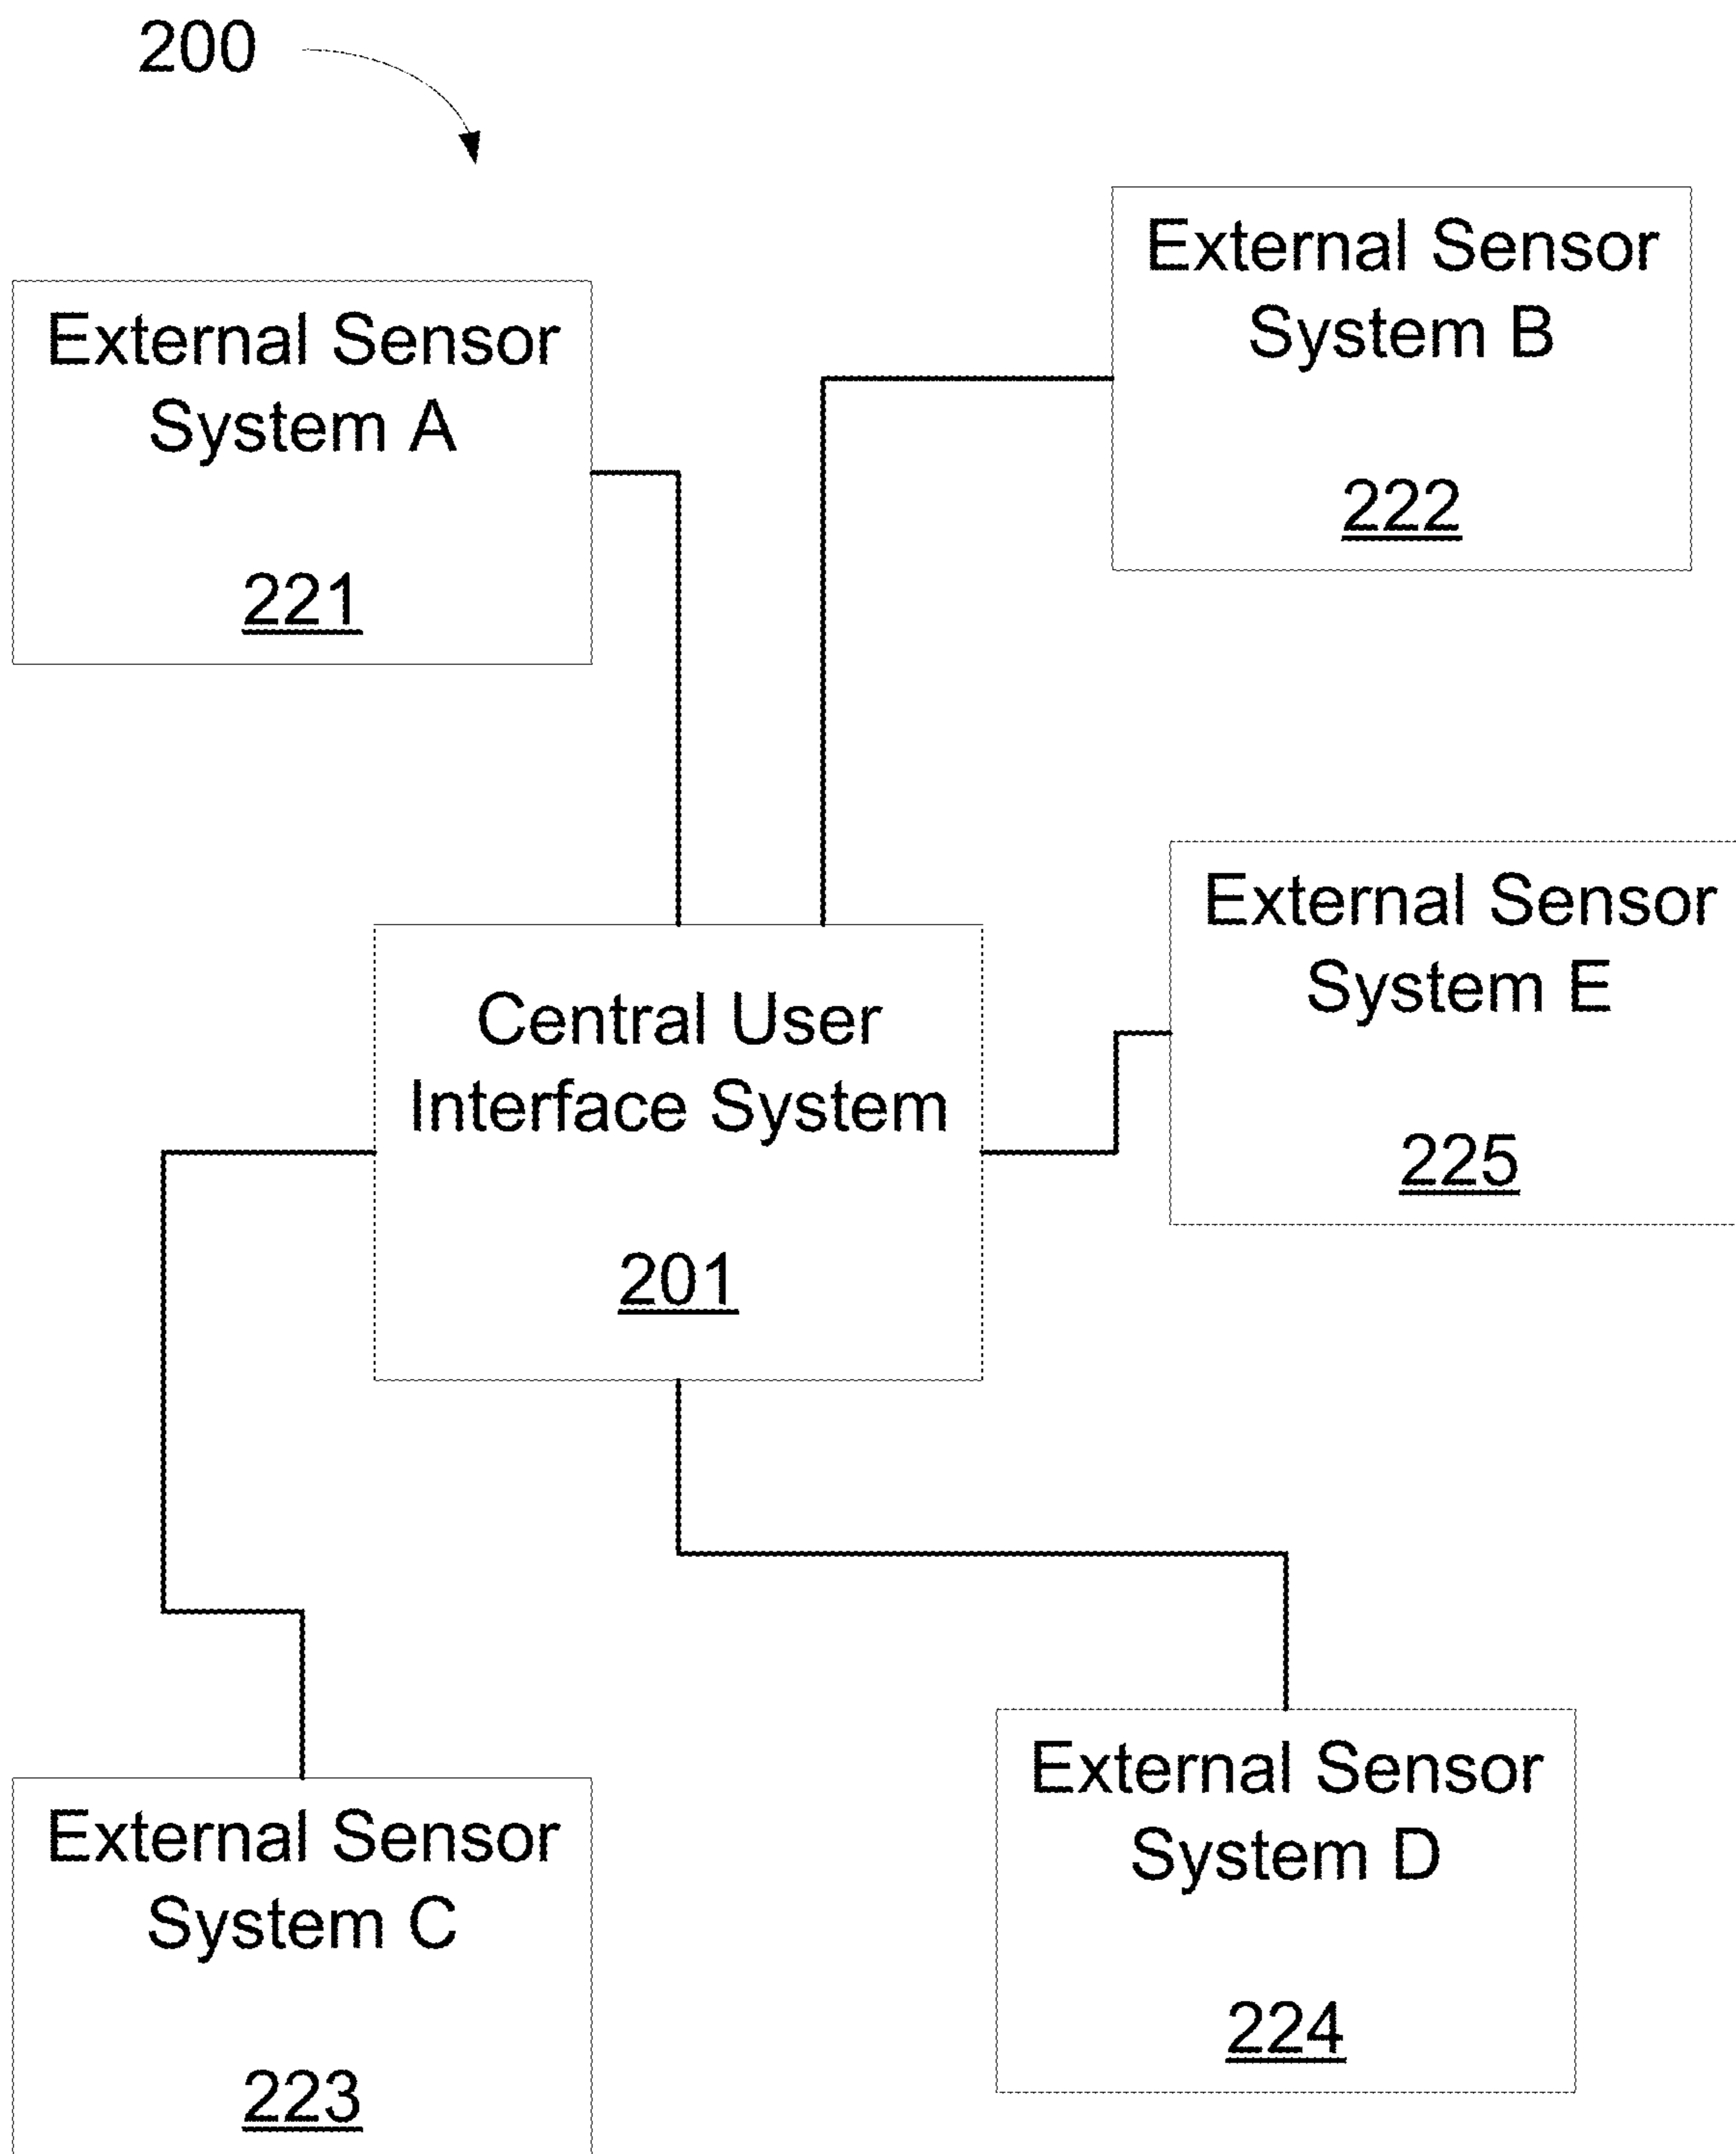 200
External Sensor
System A
221
External Sensor
System B
222
External Sensor
System E
225
Central User
Interface System
201
External Sensor
System C
223
External Sensor
System D
224